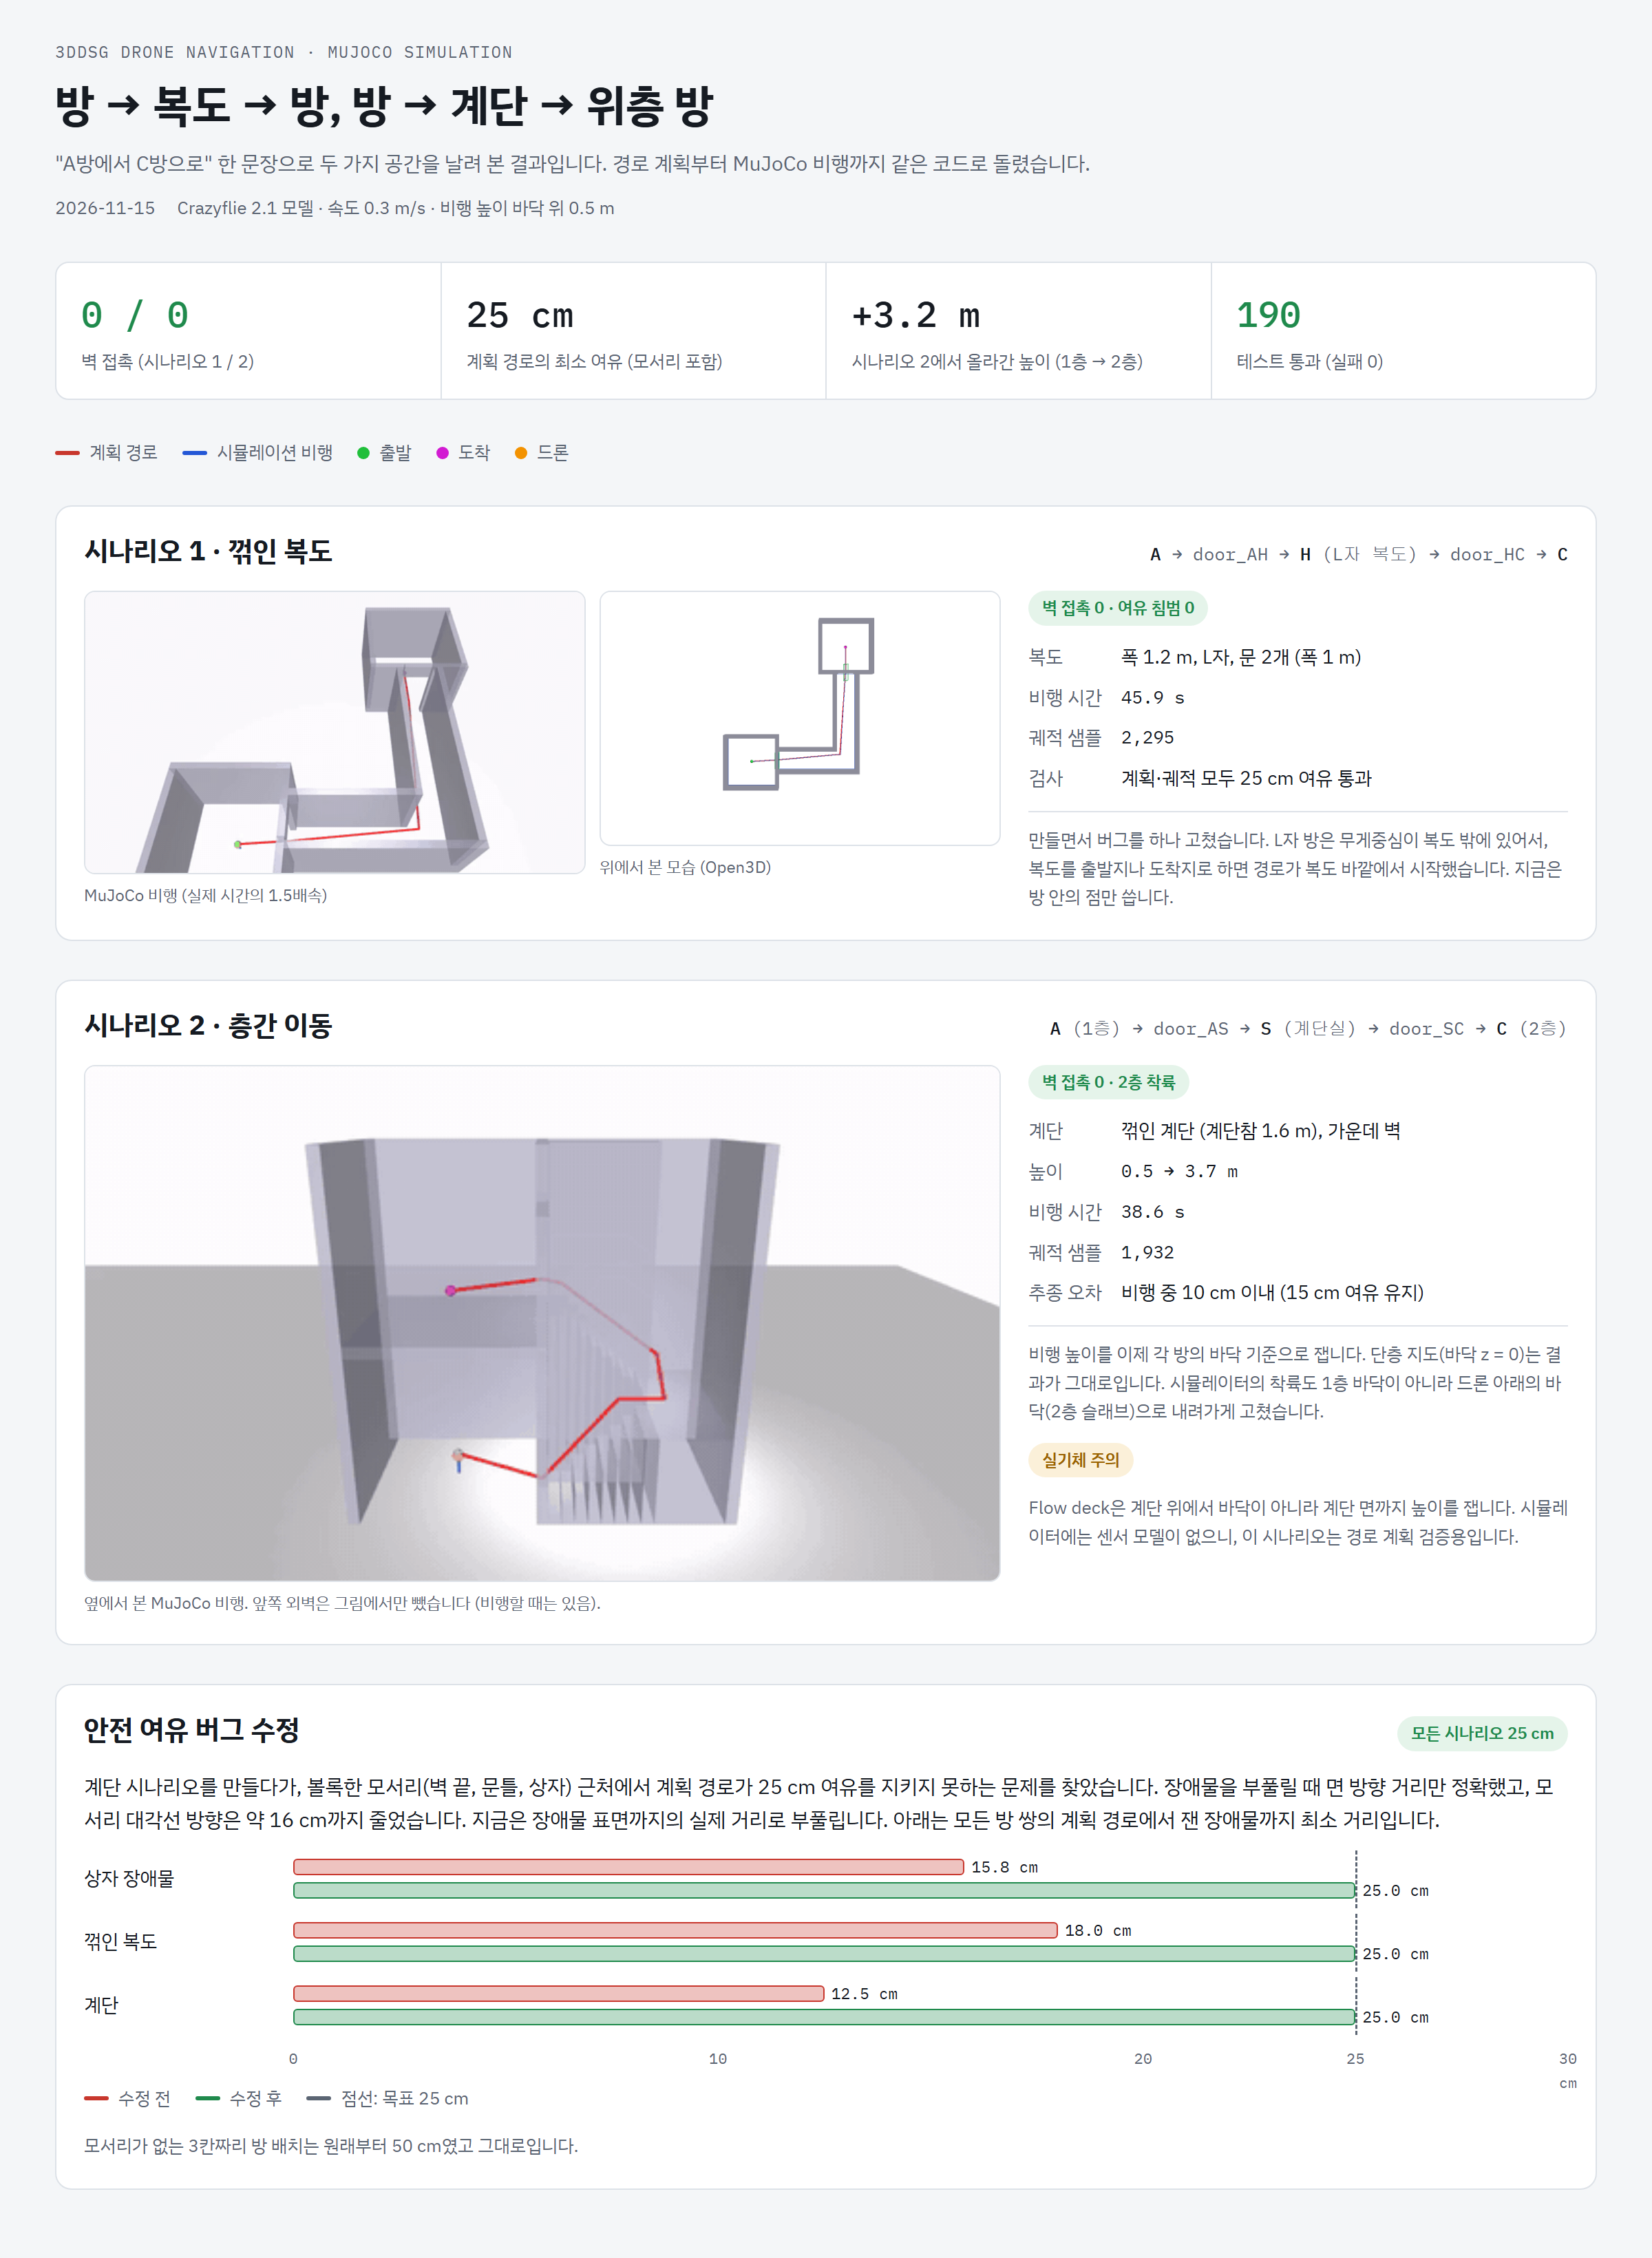 3DDSG DRONE NAVIGATION · MUJOCO SIMULATION
방 → 복도 → 방, 방 → 계단 → 위층 방
"A방에서 C방으로" 한 문장으로 두 가지 공간을 날려 본 결과입니다. 경로 계획부터 MuJoCo 비행까지 같은 코드로 돌렸습니다.
2026-11-15 Crazyflie 2.1 모델 · 속도 0.3 m/s · 비행 높이 바닥 위 0.5 m
0 / 0
벽 접촉 (시나리오 1 / 2)
25 cm
계획 경로의 최소 여유 (모서리 포함)
+3.2 m
시나리오 2에서 올라간 높이 (1층 → 2층)
190
테스트 통과 (실패 0)
계획 경로 시뮬레이션 비행 출발 도착 드론
시나리오 1 · 꺾인 복도
A → door_AH → H (L자 복도) → door_HC → C
MuJoCo 비행 (실제 시간의 1.5배속)
위에서 본 모습 (Open3D)
벽 접촉 0 · 여유 침범 0
복도 폭 1.2 m, L자, 문 2개 (폭 1 m)
비행 시간 45.9 s
궤적 샘플 2,295
검사 계획·궤적 모두 25 cm 여유 통과
만들면서 버그를 하나 고쳤습니다. L자 방은 무게중심이 복도 밖에 있어서,
복도를 출발지나 도착지로 하면 경로가 복도 바깥에서 시작했습니다. 지금은
방 안의 점만 씁니다.
시나리오 2 · 층간 이동
A (1층) → door_AS → S (계단실) → door_SC → C (2층)
옆에서 본 MuJoCo 비행. 앞쪽 외벽은 그림에서만 뺐습니다 (비행할 때는 있음).
벽 접촉 0 · 2층 착륙
계단 꺾인 계단 (계단참 1.6 m), 가운데 벽
높이 0.5 → 3.7 m
비행 시간 38.6 s
궤적 샘플 1,932
추종 오차 비행 중 10 cm 이내 (15 cm 여유 유지)
비행 높이를 이제 각 방의 바닥 기준으로 잽니다. 단층 지도(바닥 z = 0)는 결
과가 그대로입니다. 시뮬레이터의 착륙도 1층 바닥이 아니라 드론 아래의 바
닥(2층 슬래브)으로 내려가게 고쳤습니다.
실기체 주의
Flow deck은 계단 위에서 바닥이 아니라 계단 면까지 높이를 잽니다. 시뮬레
이터에는 센서 모델이 없으니, 이 시나리오는 경로 계획 검증용입니다.
안전 여유 버그 수정
모든 시나리오 25 cm
계단 시나리오를 만들다가, 볼록한 모서리(벽 끝, 문틀, 상자) 근처에서 계획 경로가 25 cm 여유를 지키지 못하는 문제를 찾았습니다. 장애물을 부풀릴 때 면 방향 거리만 정확했고, 모
서리 대각선 방향은 약 16 cm까지 줄었습니다. 지금은 장애물 표면까지의 실제 거리로 부풀립니다. 아래는 모든 방 쌍의 계획 경로에서 잰 장애물까지 최소 거리입니다.
상자 장애물
15.8 cm
25.0 cm
꺾인 복도
18.0 cm
25.0 cm
계단
12.5 cm
25.0 cm
0 10 20 25 30
cm
수정 전 수정 후 점선: 목표 25 cm
모서리가 없는 3칸짜리 방 배치는 원래부터 50 cm였고 그대로입니다.